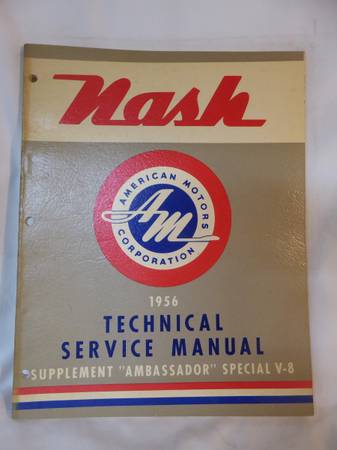 Nash
AMERICAN MOTORS
AM
CORPORATION
1956
TECHNICAL
SERVICE MANUAL
SUPPLEMENT "AMBASSADOR" SPECIAL V-8